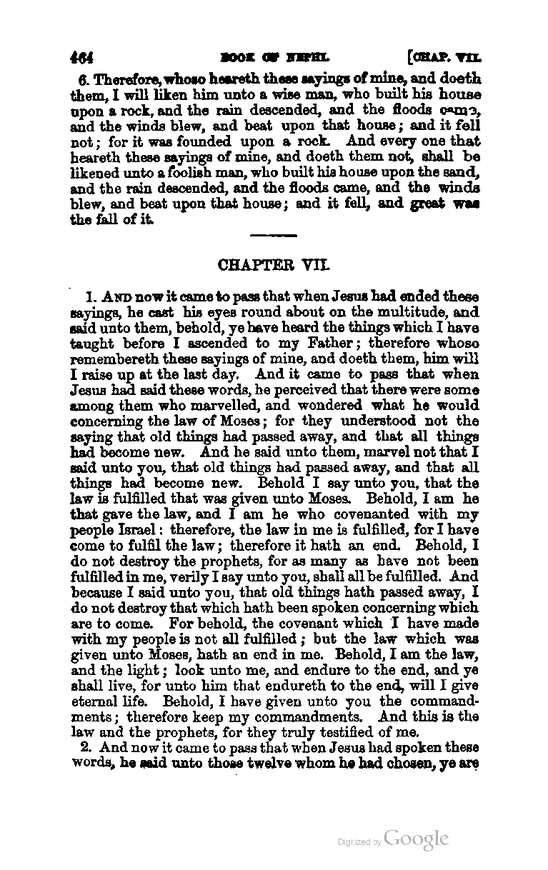 464 BOOK OF NEPHI. [CHAP. VII.
6. Therefore, whoso heareth these sayings of mine, and doeth
them, I will liken him unto a wise man, who built his house
upon a rock, and the rain descended, and the floods came,
and the winds blew, and beat upon that house; and it fell
not; for it was founded upon a rock. And every one that
heareth these sayings of mine, and doeth them not, shall be
likened unto a foolish man, who built his house upon the sand,
and the rain descended, and the floods came, and the winds
blew, and beat upon that house; and it fell, and great was
the fall of it.
CHAPTER VII.
1. AND now it came to pass that when Jesus had ended these
sayings, he cast his eyes round about on the multitude, and
said unto them, behold, ye have heard the things which I have
taught before I ascended to my Father; therefore whoso
remembereth these sayings of mine, and doeth them, him will
I raise up at the last day. And it came to pass that when
Jesus had said these words, he perceived that there were some
among them who marvelled, and wondered what he would
concerning the law of Moses; for they understood not the
saying that old things had passed away, and that all things
had become new. And he said unto them, marvel not that I
said unto you, that old things had passed away, and that all
things had become new. Behold I say unto you, that the
law is fulfilled that was given unto Moses. Behold, I am he
that gave the law, and I am he who covenanted with my
people Israel: therefore, the law in me is fulfilled, for I have
come to fulfil the law; therefore it hath an end. Behold, I
do not destroy the prophets, for as many as have not been
fulfilled in me, verily I say unto you, shall all be fulfilled. And
because I said unto you, that old things hath passed away, I
do not destroy that which hath been spoken concerning which
are to come. For behold, the covenant which I have made
with my people is not all fulfilled; but the law which was
given unto Moses, hath an end in me. Behold, I am the law,
and the light; look unto me, and endure to the end, and ye
shall live, for unto him that endureth to the end, will I give
eternal life. Behold, I have given unto you the command-
ments; therefore keep my commandments. And this is the
law and the prophets, for they truly testified of me.
2. And now it came to pass that when Jesus had spoken these
words, he said unto those twelve whom he had chosen, ye are
Digitized by Google